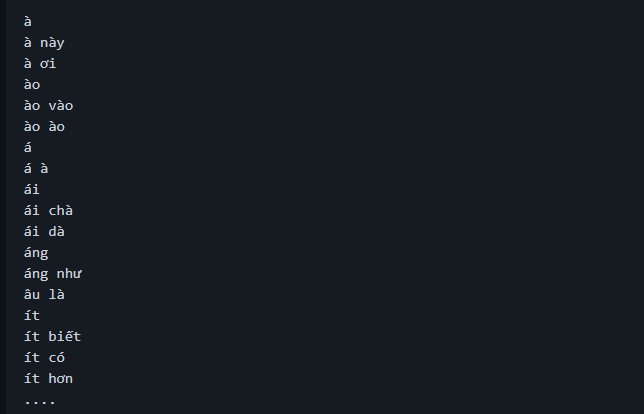 à
à này
à ơi
ào
ào vào
ào ào
á
á à
ái
ái chà
ái dà
áng
áng như
âu là
ít
ít biết
ít có
ít hơn
....